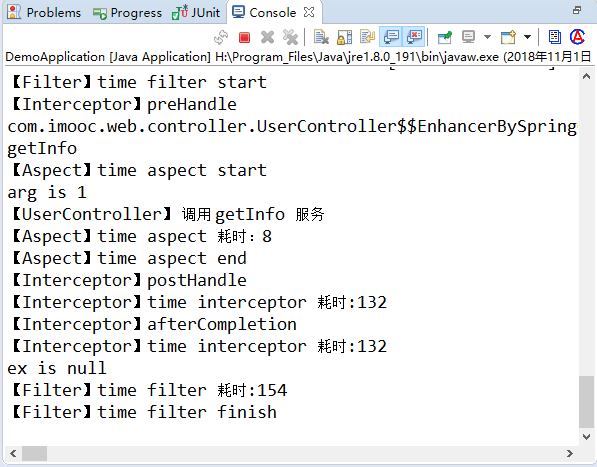 Problems Progress JUnit Console
DemoApplication [Java Application] H:\Program_Files\Java\jre1.8.0_191\bin\javaw.exe (2018年11月1日
【Filter】time filter start
【Interceptor】preHandle
com.imooc.web.controller.UserController$$EnhancerBySpring
getInfo
【Aspect】time aspect start
arg is 1
【UserController】 调用 getInfo 服务
【Aspect】time aspect 耗时：8
【Aspect】time aspect end
【Interceptor】postHandle
【Interceptor】time interceptor 耗时:132
【Interceptor】afterCompletion
【Interceptor】time interceptor 耗时:132
ex is null
【Filter】time filter 耗时:154
【Filter】time filter finish